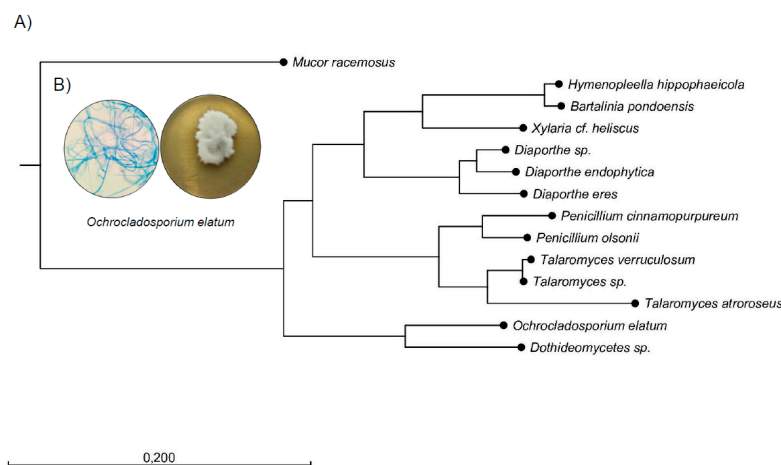 A)
Mucor racemosus
B)
Hymenopleella hippophaeicola
Bartalinia pondoensis
Xylaria cf. heliscus
Diaporthe sp.
Diaporthe endophytica
Diaporthe eres
Penicillium cinnamopurpureum
Ochrocladosporium elatum
Penicillium olsonii
Talaromyces verruculosum
Talaromyces sp.
Talaromyces atroroseus
Ochrocladosporium elatum
Dothideomycetes sp.
0,200